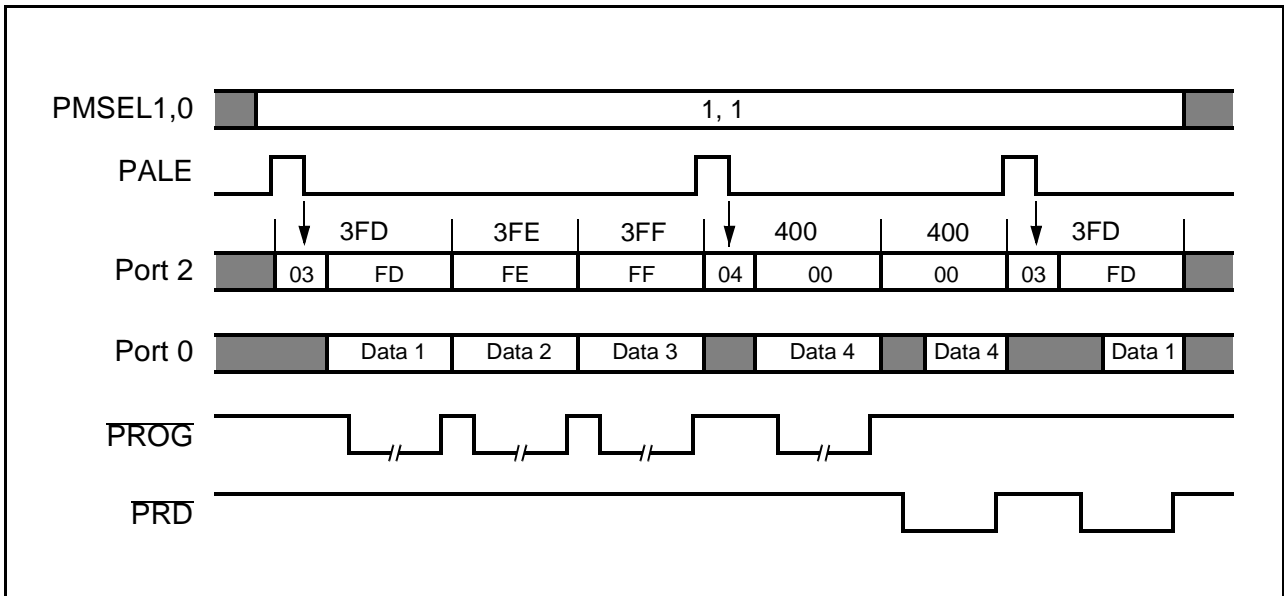 PMSEL1,0 1, 1
PALE
3FD 3FE 3FF 400 400 3FD
Port 2 03 FD FE FF 04 00 00 03 FD
Port 0 Data 1 Data 2 Data 3 Data 4 Data 4 Data 1
PROG
PRD